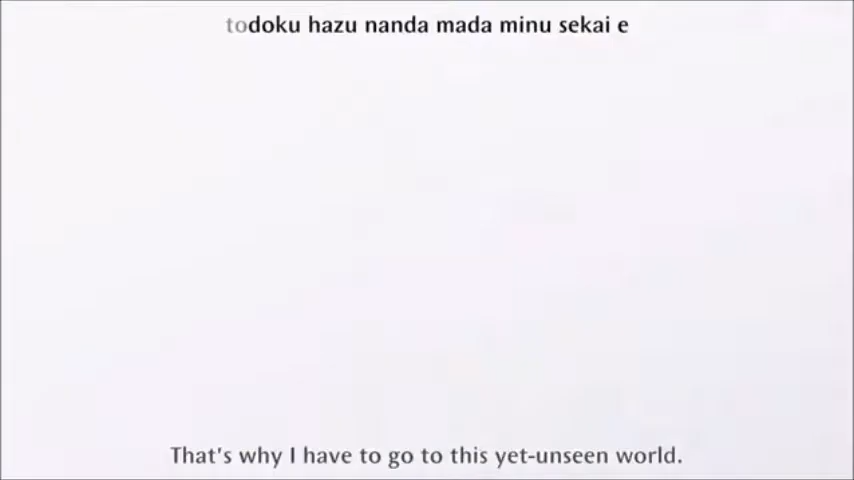 todoku hazu nanda mada minu sekai e
That's why I have to go to this yet-unseen world.